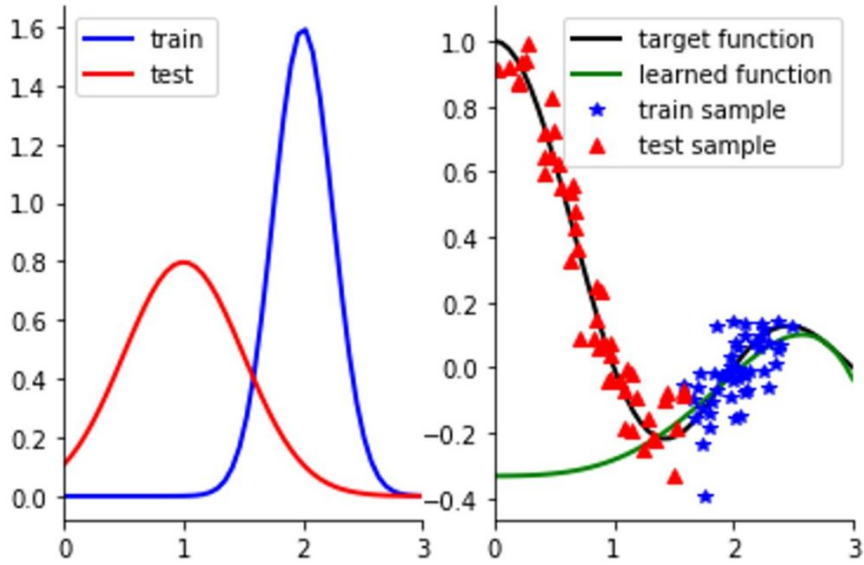 train
test
1.6
1.4
1.2
1.0
0.8
0.6
0.4
0.2
0.0
0 1 2 3
target function
learned function
train sample
test sample
1.0
0.8
0.6
0.4
0.2
0.0
−0.2
−0.4
0 1 2 3